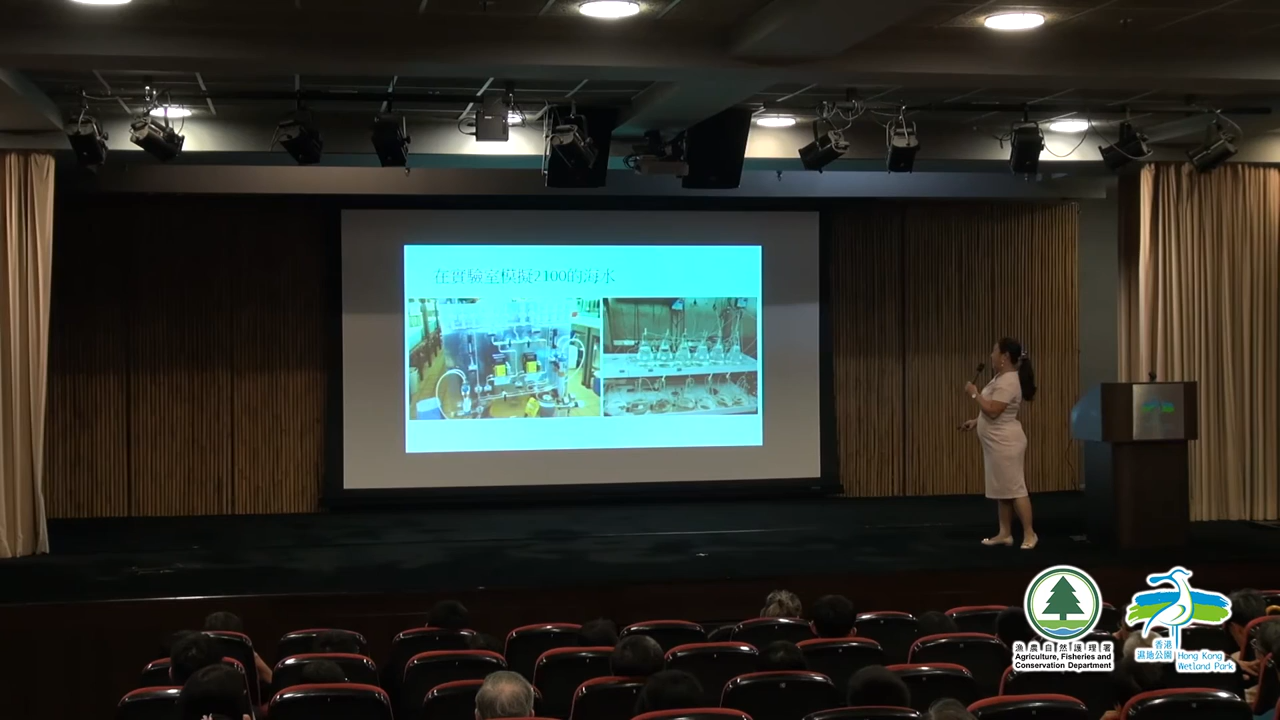 在實驗室模擬2100的海水
漁農自然護理署
Agriculture, Fisheries and
Conservation Department
香港
濕地公園
Hong Kong
Wetland Park